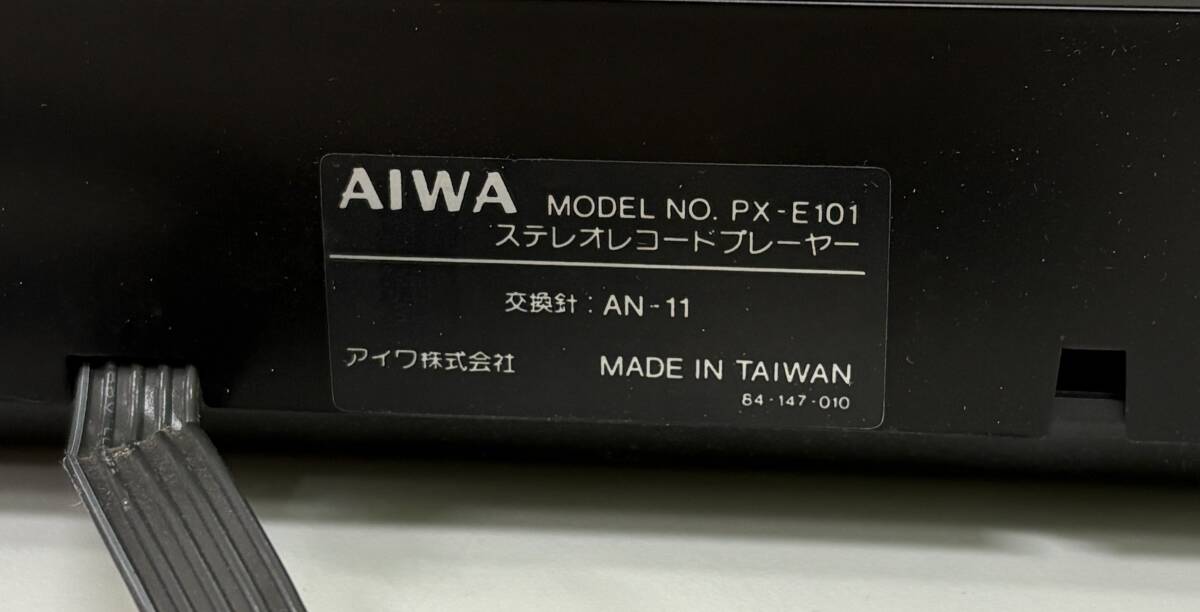 AIWA MODEL NO. PX-E101
ステレオレコードプレーヤー
交換針: AN-11
アイワ株式会社 MADE IN TAIWAN
84-147-010